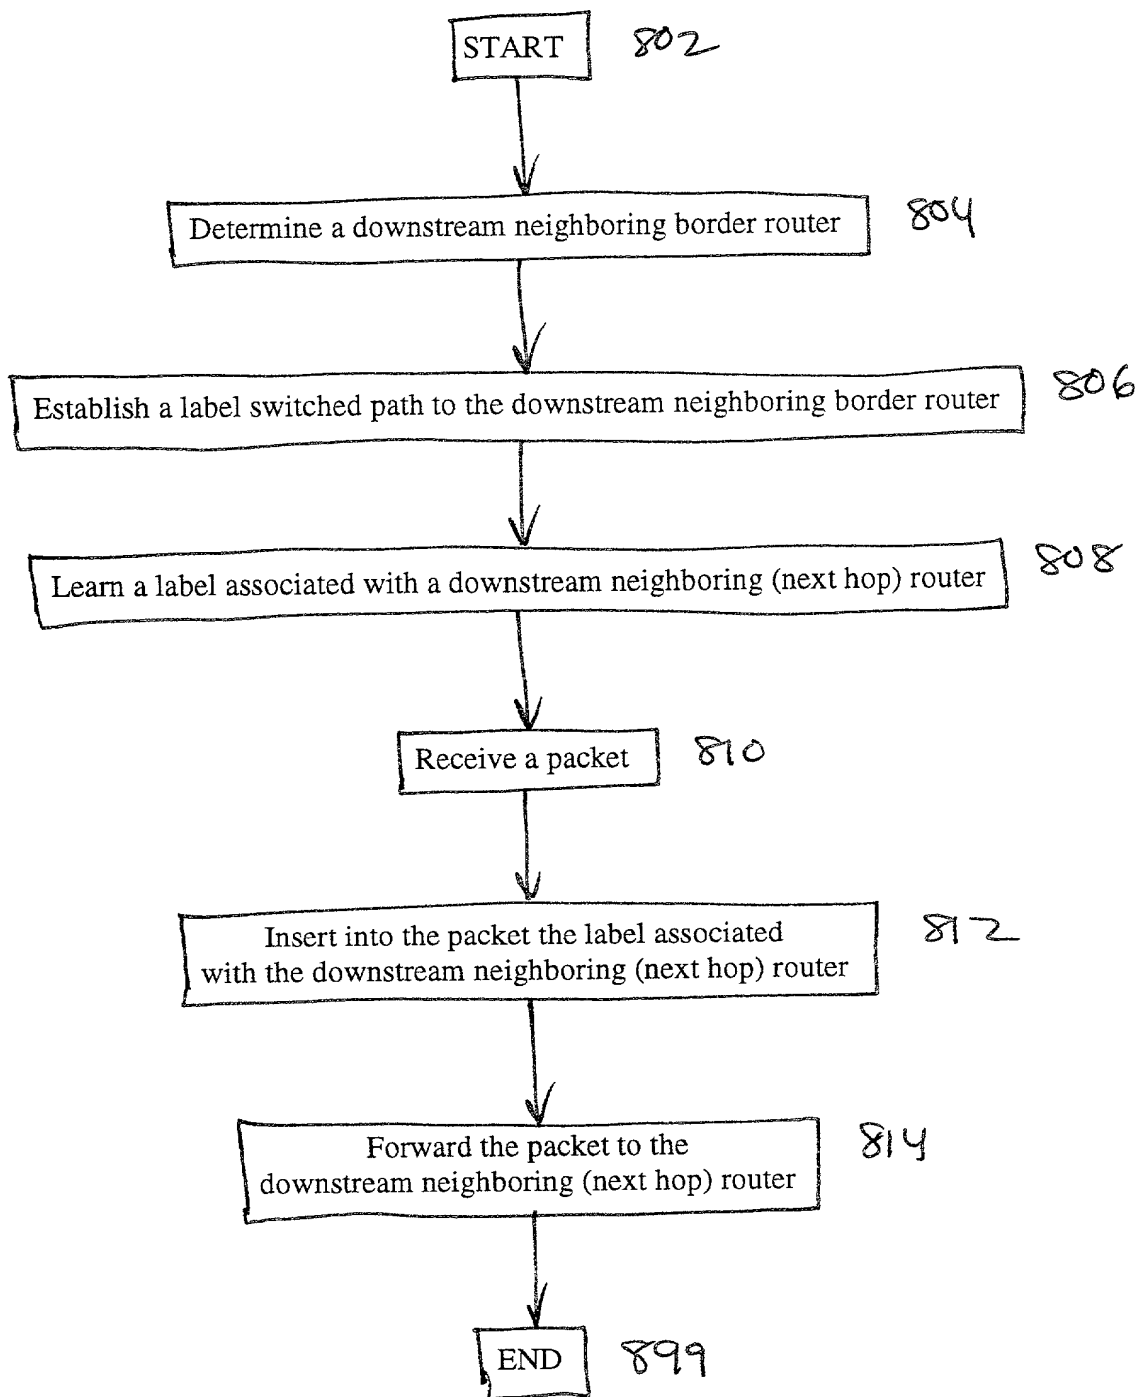 START 802
Determine a downstream neighboring border router 804
Establish a label switched path to the downstream neighboring border router 806
Learn a label associated with a downstream neighboring (next hop) router 808
Receive a packet 810
Insert into the packet the label associated 812
with the downstream neighboring (next hop) router
Forward the packet to the 814
downstream neighboring (next hop) router
END 899